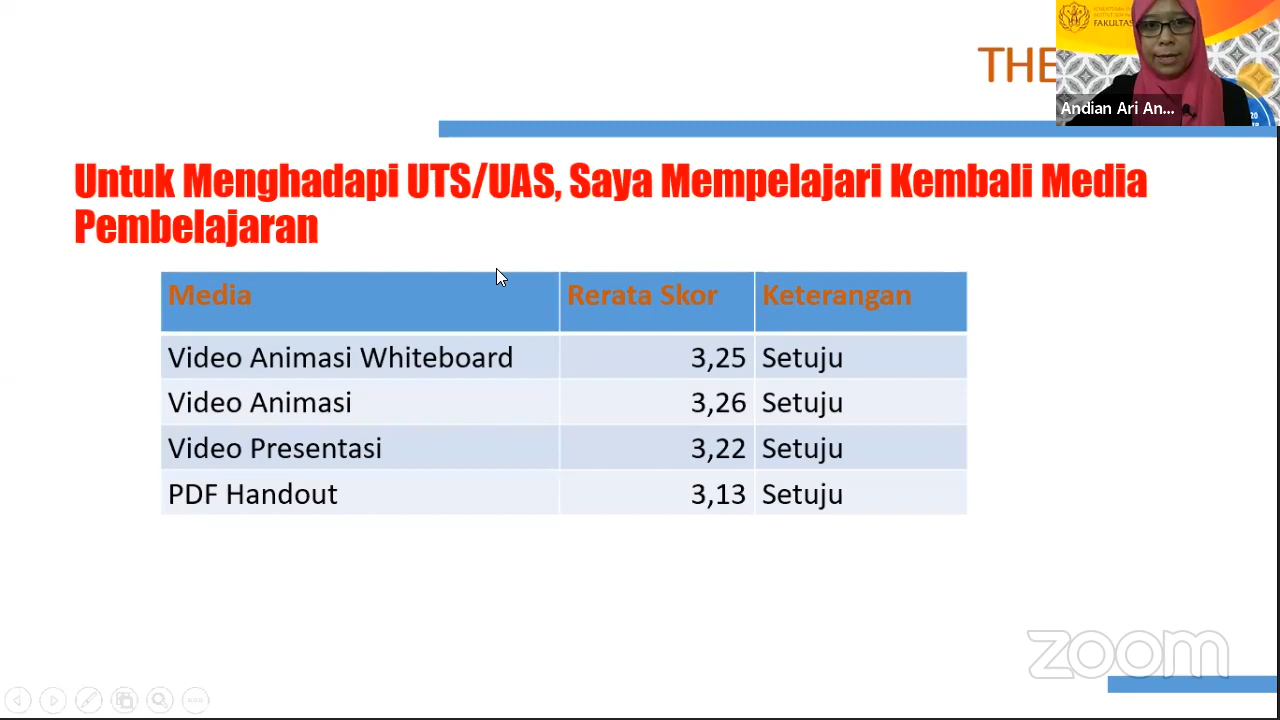 THE
FAKULTAS
Andian Ari An...
Untuk Menghadapi UTS/UAS, Saya Mempelajari Kembali Media
Pembelajaran
Media Rerata Skor Keterangan
Video Animasi Whiteboard 3,25 Setuju
Video Animasi 3,26 Setuju
Video Presentasi 3,22 Setuju
PDF Handout 3,13 Setuju
zoom